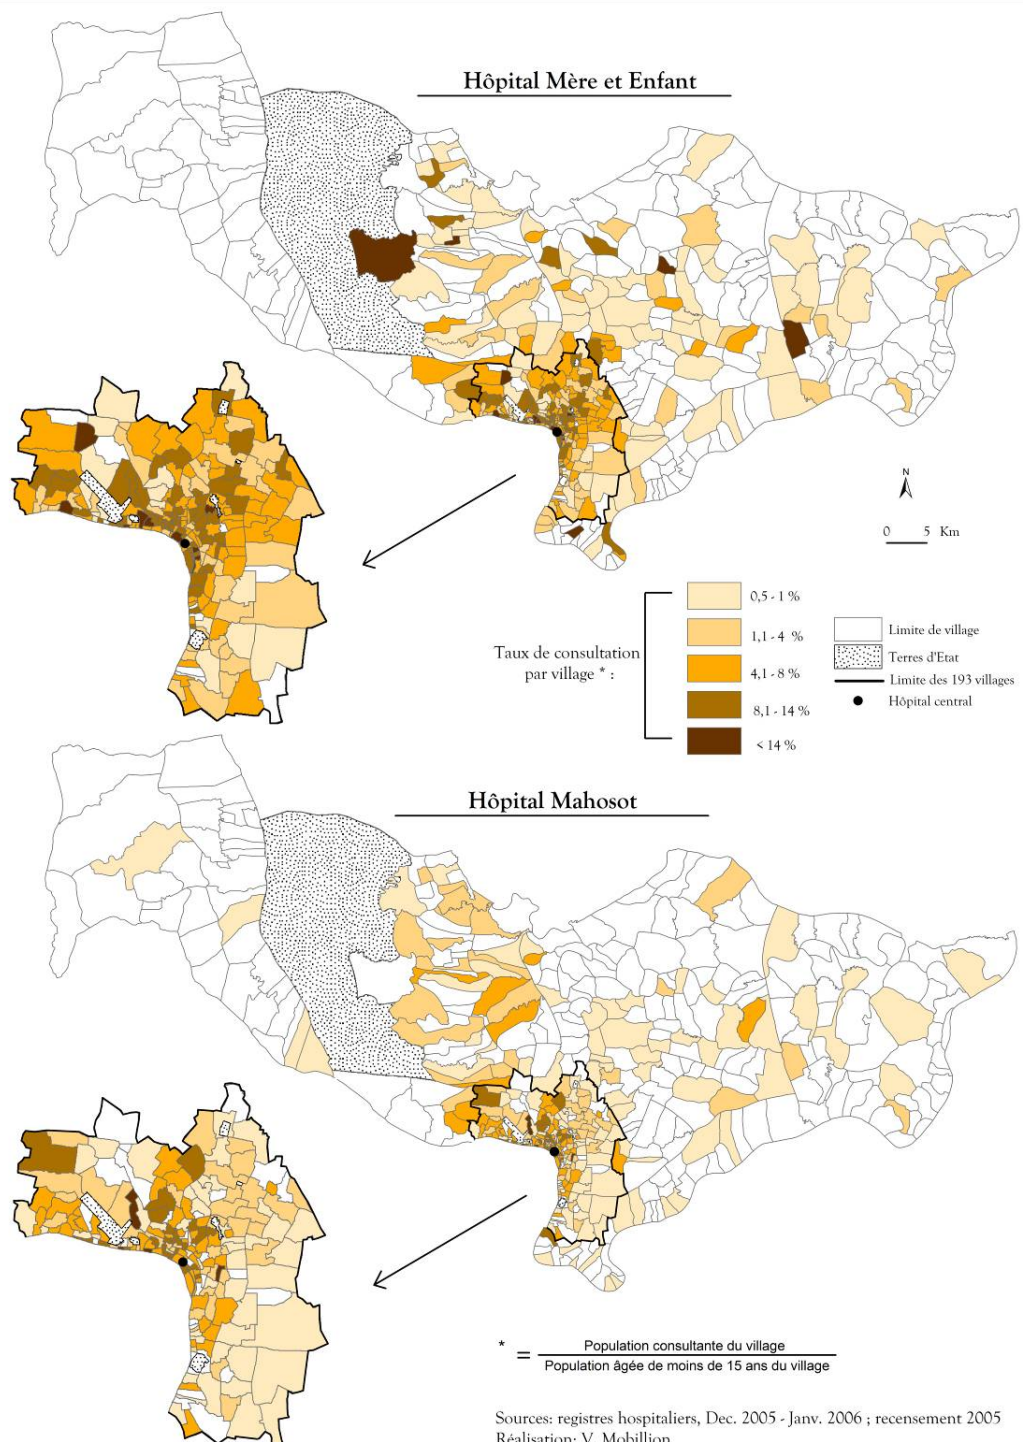 Hôpital Mère et Enfant
N
0 5 Km
Taux de consultation
par village * :
0,5 - 1 %
1,1 - 4 %
4,1 - 8 %
8,1 - 14 %
< 14 %
Limite de village
Terres d'Etat
Limite des 193 villages
Hôpital central
Hôpital Mahosot
* = Population consultante du village
Population âgée de moins de 15 ans du village
Sources: registres hospitaliers, Dec. 2005 - Janv. 2006 ; recensement 2005
Réalisation: V. Mobillion